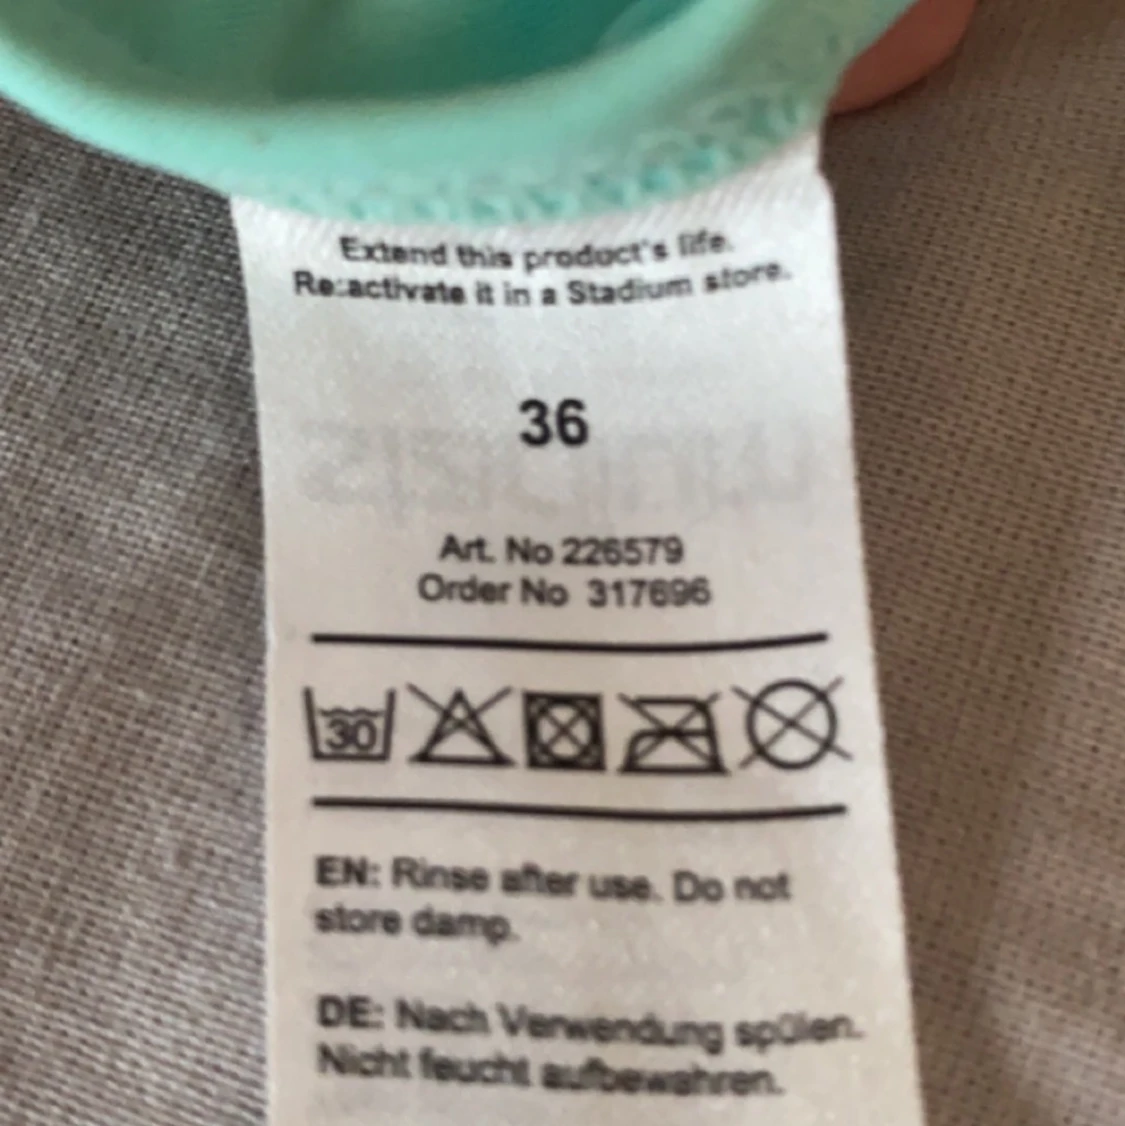 Extend this product's life.
Re:activate it in a Stadium store.
36
Art. No 226579
Order No 317696
30
EN: Rinse after use. Do not
store damp.
DE: Nach Verwendung spülen.
Nicht feucht aufbewahren.